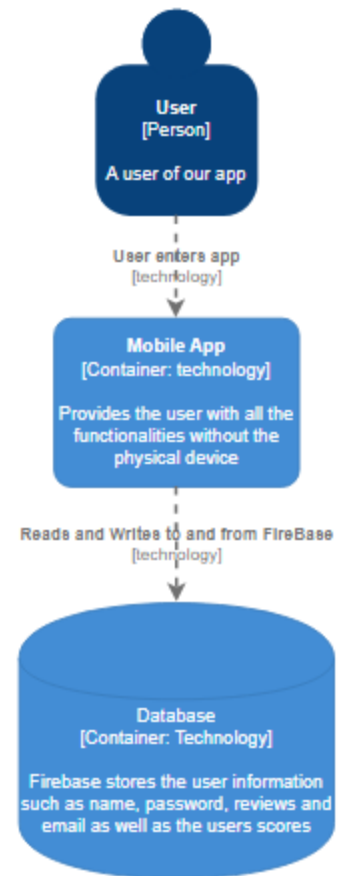 User
[Person]
A user of our app
User enters app
[technology]
Mobile App
[Container: technology]
Provides the user with all the
functionalities without the
physical device
Reads and Writes to and from FireBase
[technology]
Database
[Container: Technology]
Firebase stores the user information
such as name, password, reviews and
email as well as the users scores